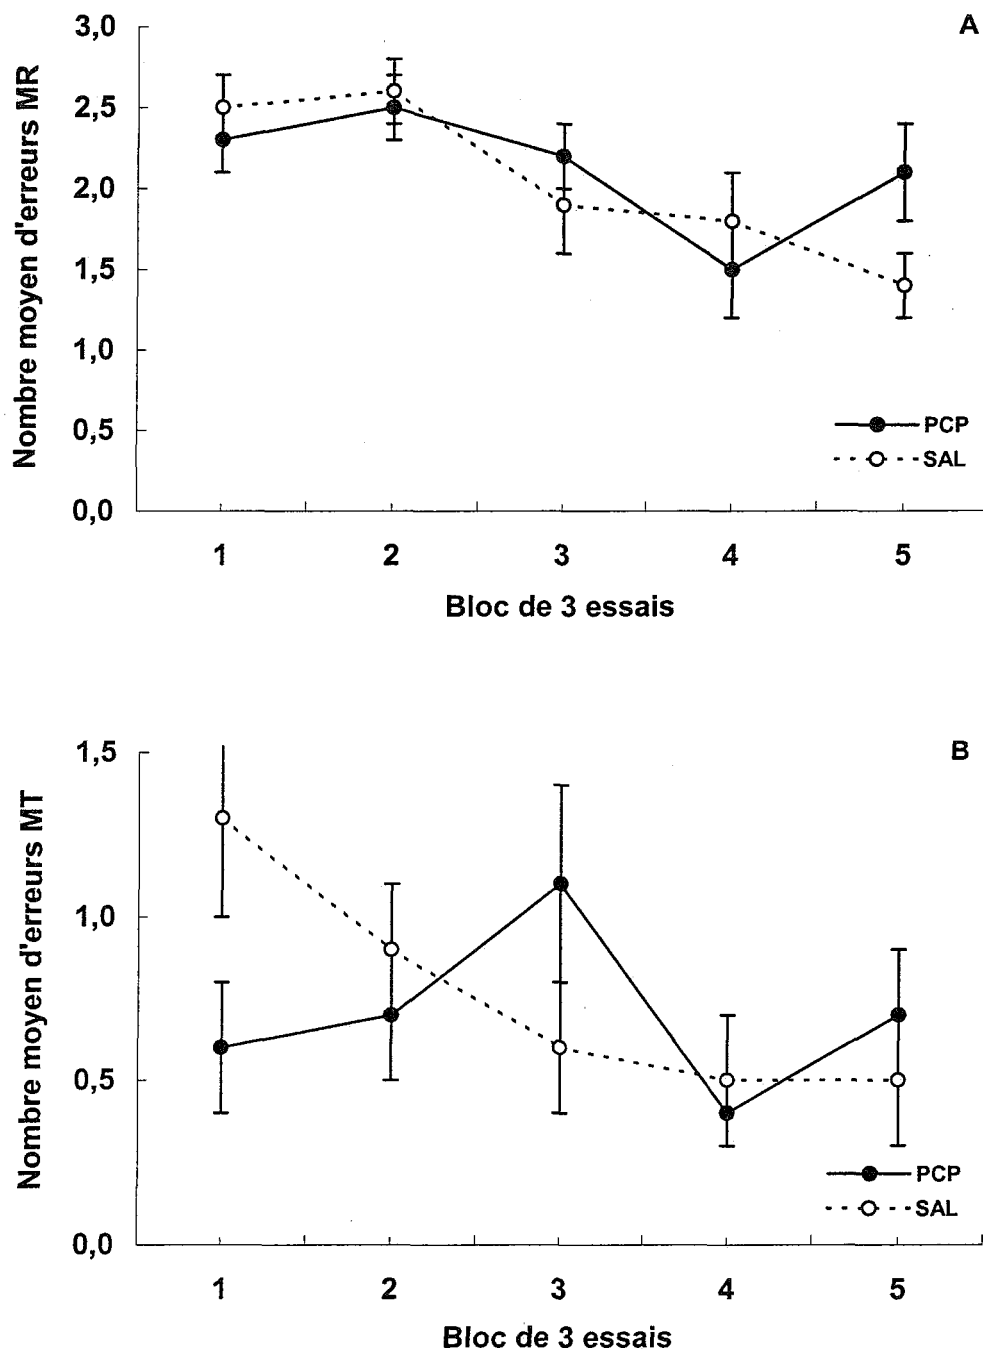 A
Nombre moyen d'erreurs MR
3,0
2,5
2,0
1,5
1,0
0,5
0,0
PCP
SAL
1 2 3 4 5
Bloc de 3 essais
B
Nombre moyen d'erreurs MT
1,5
1,0
0,5
0,0
PCP
SAL
1 2 3 4 5
Bloc de 3 essais